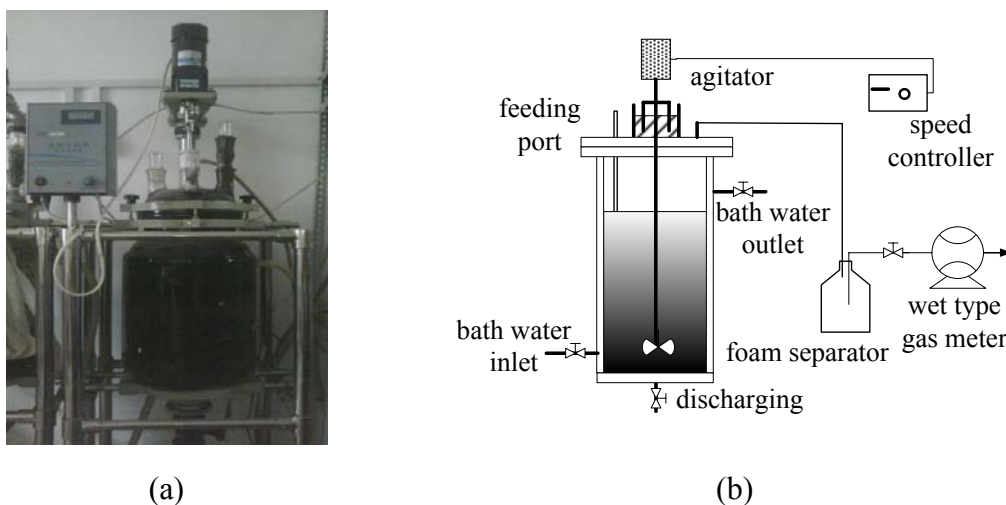 agitator
feeding
port
speed
controller
bath water
outlet
bath water
inlet
wet type
gas meter
foam separator
discharging
(a)
(b)